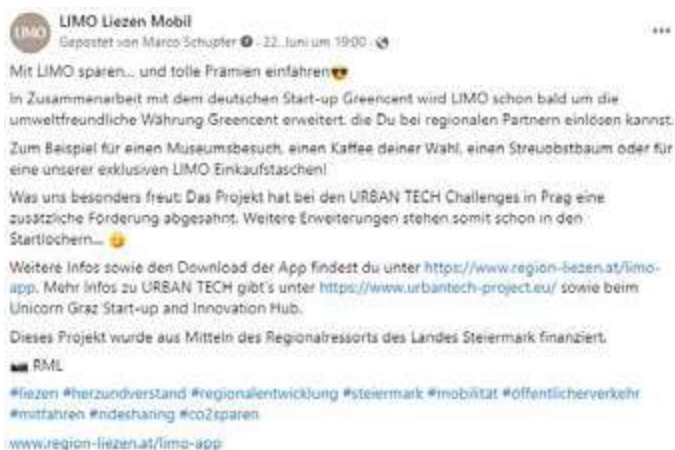 LIMO
LIMO Liezen Mobil
Gepostet von Marco Schupfer · 22. Juni um 19:00 ·
Mit LIMO sparen... und tolle Prämien einfahren😎
In Zusammenarbeit mit dem deutschen Start-up Greencent wird LIMO schon bald um die
umweltfreundliche Währung Greencent erweitert, die Du bei regionalen Partnern einlösen kannst.
Zum Beispiel für einen Museumsbesuch, einen Kaffee deiner Wahl, einen Streuobstbaum oder für
eine unserer exklusiven LIMO Einkaufstaschen!
Was uns besonders freut: Das Projekt hat bei den URBAN TECH Challenges in Prag eine
zusätzliche Förderung abgesahnt. Weitere Erweiterungen stehen somit schon in den
Startlöchern...
Weitere Infos sowie den Download der App findest du unter https://www.region-liezen.at/limo-
app. Mehr Infos zu URBAN TECH gibt's unter https://www.urbantech-project.eu/ sowie beim
Unicorn Graz Start-up and Innovation Hub.
Dieses Projekt wurde aus Mitteln des Regionalressorts des Landes Steiermark finanziert.
📷 RML
#liezen #herzundverstand #regionalentwicklung #steiermark #mobilität #öffentlicherverkehr
#mitfahren #ridesharing #co2sparen
www.region-liezen.at/limo-app